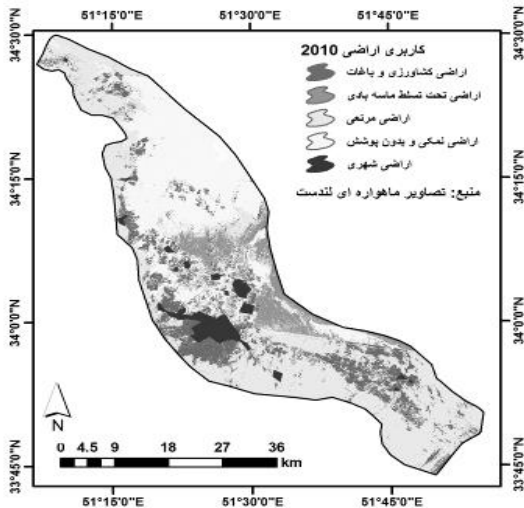 51°15'0"E 51°30'0"E 51°45'0"E
34°30'0"N 34°30'0"N
کاربری اراضی 2010
اراضی کشاورزی و باغات
اراضی تحت تسلط ماسه بادی
اراضی مرتعی
اراضی نمکی و بدون پوشش
اراضی شهری
منبع: تصاویر ماهواره ای لندست
34°15'0"N 34°15'0"N
34°0'0"N 34°0'0"N
N
0 4.5 9 18 27 36
km
33°45'0"N 33°45'0"N
51°15'0"E 51°30'0"E 51°45'0"E